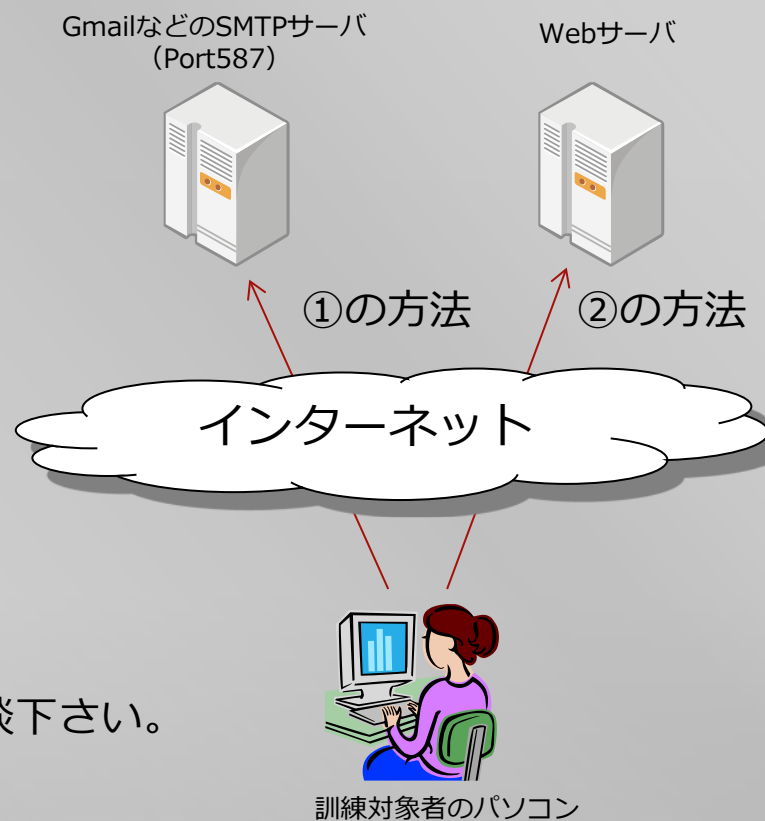 GmailなどのSMTPサーバ
（Port587）
Webサーバ
①の方法
②の方法
インターネット
下さい。
訓練対象者のパソコン